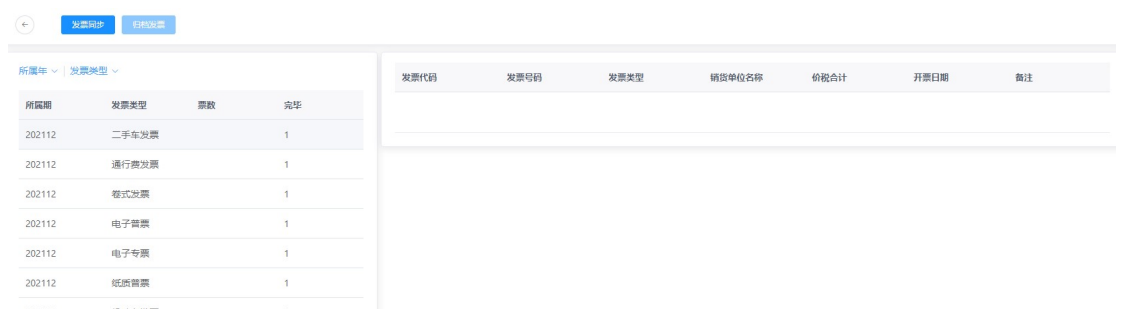 发票同步 归档发票
所属年 发票类型
所属期 发票类型 票数 完毕
202112 二手车发票 1
202112 通行费发票 1
202112 卷式发票 1
202112 电子普票 1
202112 电子专票 1
202112 纸质普票 1
发票代码 发票号码 发票类型 销货单位名称 价税合计 开票日期 备注